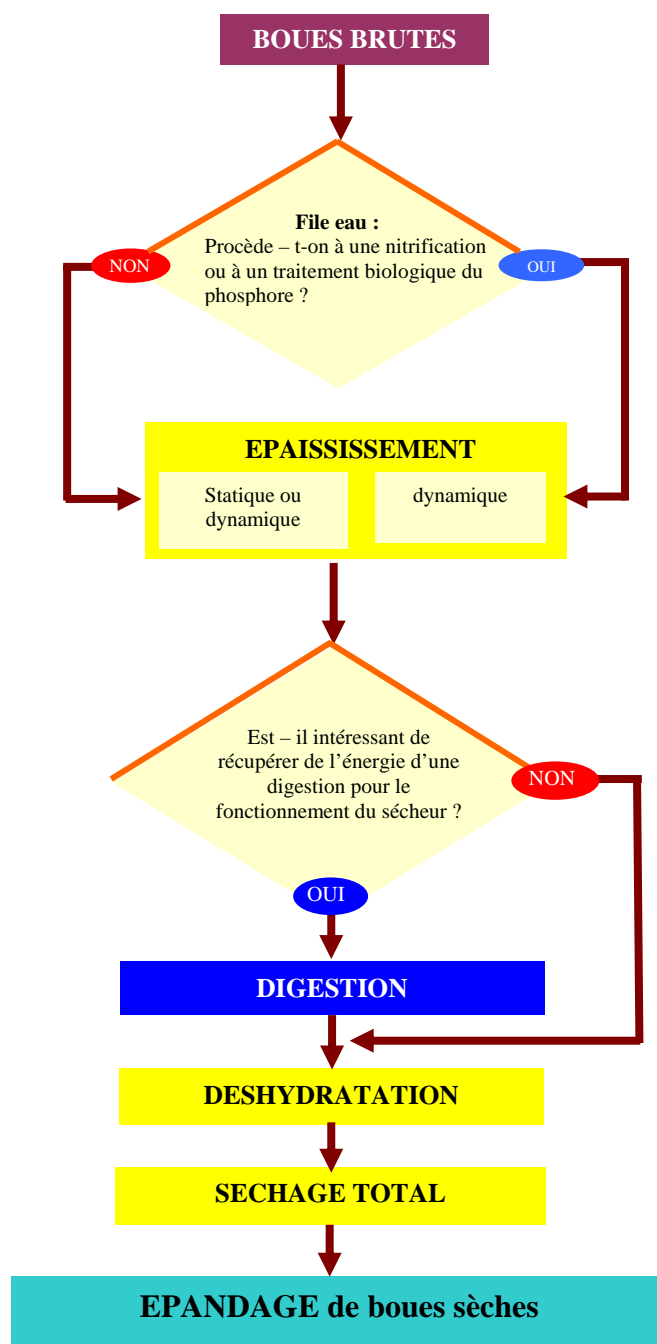 BOUES BRUTES
File eau :
Procède – t-on à une nitrification
ou à un traitement biologique du
phosphore ?
NON
OUI
EPAISSISSEMENT
Statique ou
dynamique
dynamique
Est – il intéressant de
récupérer de l’énergie d’une
digestion pour le
fonctionnement du sécheur ?
NON
OUI
DIGESTION
DESHYDRATATION
SECHAGE TOTAL
EPANDAGE de boues sèches